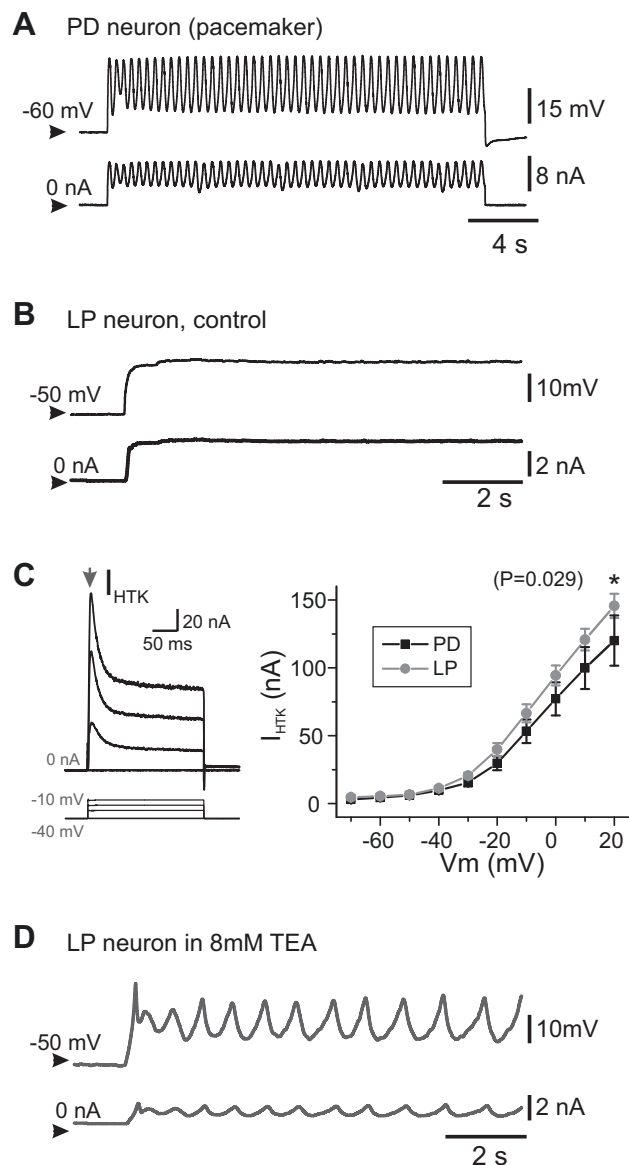 A PD neuron (pacemaker)
-60 mV
15 mV
0 nA
8 nA
4 s
B LP neuron, control
-50 mV
10mV
0 nA
2 nA
2 s
C
I HTK
20 nA
50 ms
0 nA
-10 mV
-40 mV
(P=0.029) *
PD
LP
I HTK (nA)
150
100
50
0
-60 -40 -20 0 20
Vm (mV)
D LP neuron in 8mM TEA
-50 mV
10mV
0 nA
2 nA
2 s